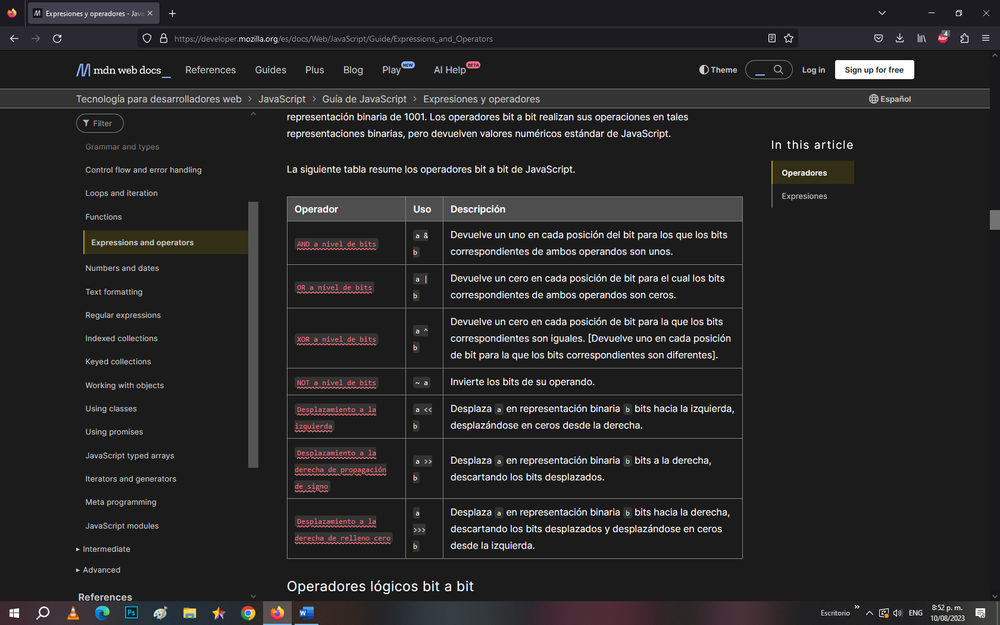 Expresiones y operadores - Java
https://developer.mozilla.org/es/docs/Web/JavaScript/Guide/Expressions_and_Operators
4
ABP
mdn web docs
References
Guides
Plus
Blog
Play NEW
AI Help BETA
Theme
Log in
Sign up for free
Tecnología para desarrolladores web > JavaScript > Guía de JavaScript > Expresiones y operadores
Español
Filter
Grammar and types
Control flow and error handling
Loops and iteration
Functions
Expressions and operators
Numbers and dates
Text formatting
Regular expressions
Indexed collections
Keyed collections
Working with objects
Using classes
Using promises
JavaScript typed arrays
Iterators and generators
Meta programming
JavaScript modules
Intermediate
Advanced
References
representación binaria de 1001. Los operadores bit a bit realizan sus operaciones en tales
representaciones binarias, pero devuelven valores numéricos estándar de JavaScript.
La siguiente tabla resume los operadores bit a bit de JavaScript.
Operador Uso Descripción
AND a nivel de bits
a &
b
Devuelve un uno en cada posición del bit para los que los bits
correspondientes de ambos operandos son unos.
OR a nivel de bits
a |
b
Devuelve un cero en cada posición de bit para el cual los bits
correspondientes de ambos operandos son ceros.
XOR a nivel de bits
a ^
b
Devuelve un cero en cada posición de bit para la que los bits
correspondientes son iguales. [Devuelve uno en cada posición
de bit para la que los bits correspondientes son diferentes].
NOT a nivel de bits
~ a
Invierte los bits de su operando.
Desplazamiento a la
izquierda
a <<
b
Desplaza a en representación binaria b bits hacia la izquierda,
desplazándose en ceros desde la derecha.
Desplazamiento a la
derecha de propagación
de signo
a >>
b
Desplaza a en representación binaria b bits a la derecha,
descartando los bits desplazados.
Desplazamiento a la
derecha de relleno cero
a
>>>
b
Desplaza a en representación binaria b bits hacia la derecha,
descartando los bits desplazados y desplazándose en ceros
desde la izquierda.
Operadores lógicos bit a bit
In this article
Operadores
Expresiones
Ps
W
Escritorio
ENG
8:52 p. m.
10/08/2023